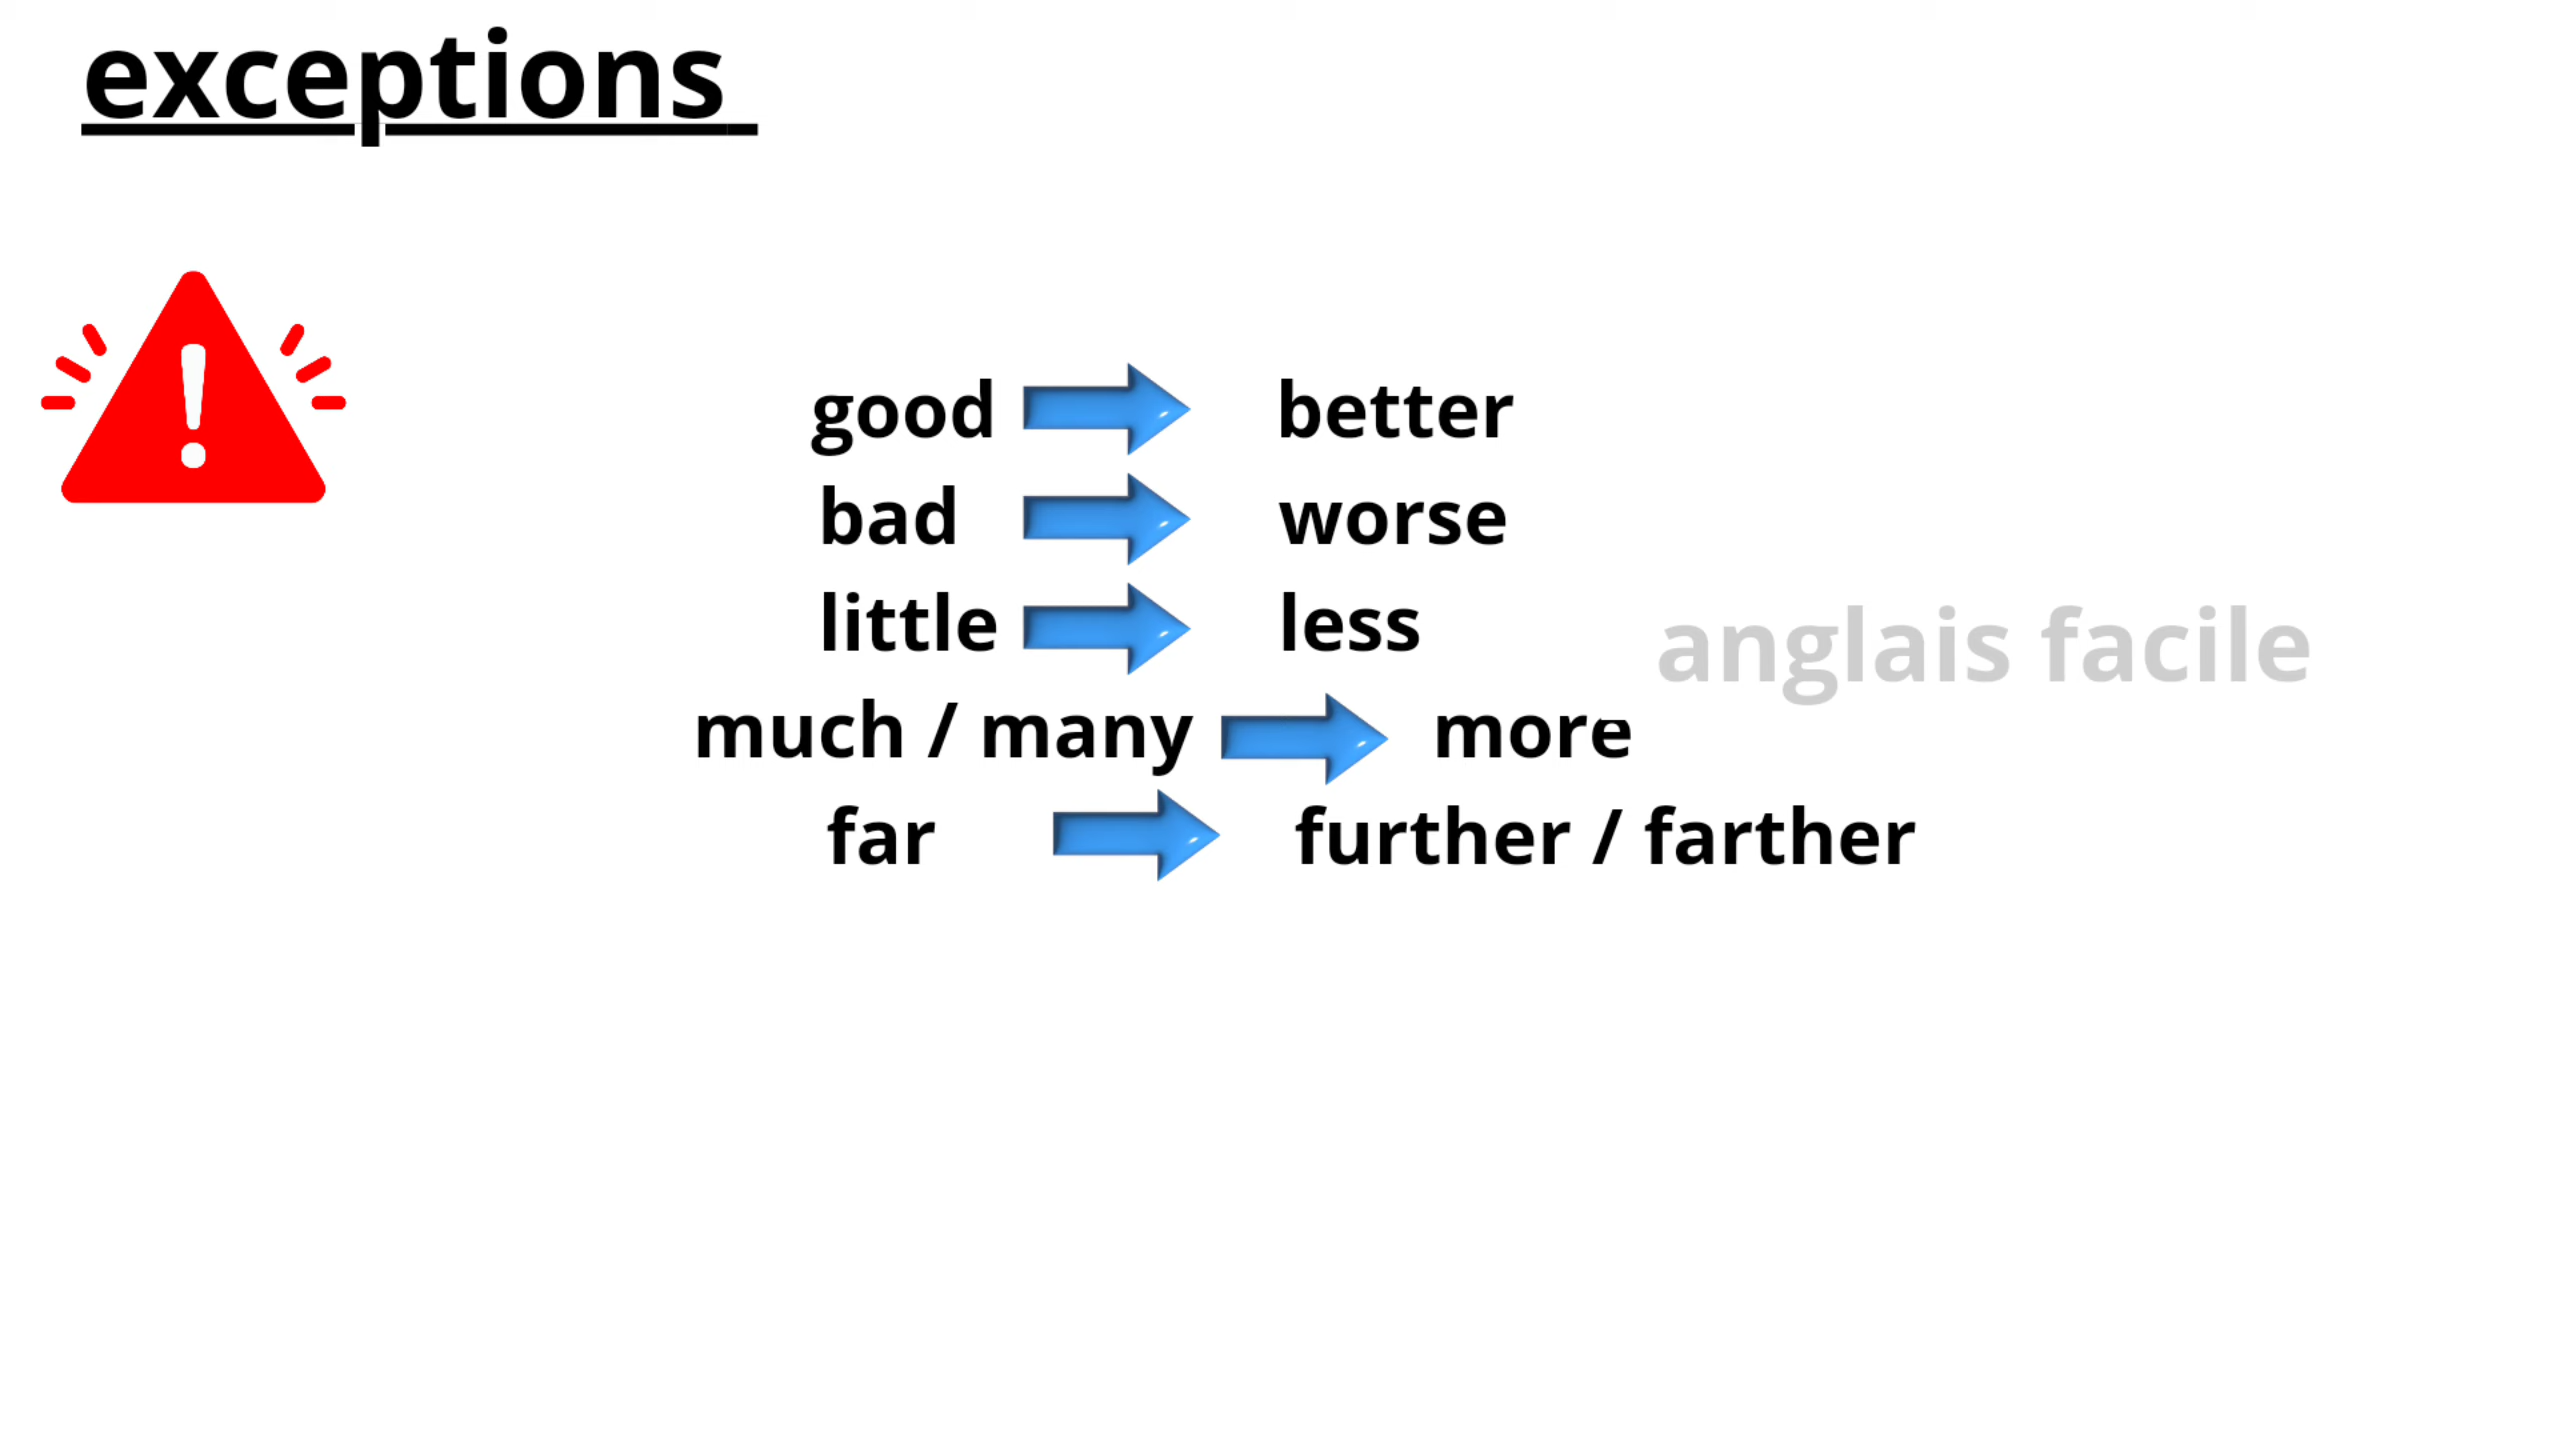 exceptions
good better
bad worse
little less
anglais facile
much / many more
far further / farther